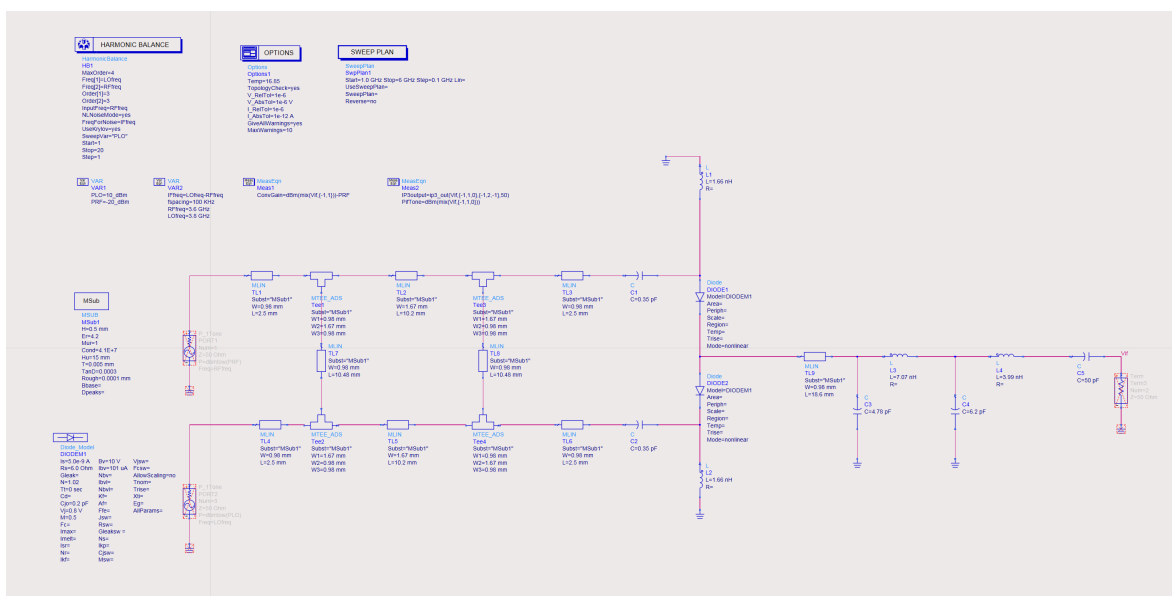 HARMONIC BALANCE
HarmonicBalance
HB1
MaxOrder=4
Freq[1]=LOfreq
Freq[2]=RFfreq
Order[1]=3
Order[2]=3
InputFreq=RFfreq
NLNoiseMode=yes
FreqForNoise=IFfreq
UseKrylov=yes
SweepVar="PLO"
Start=1
Stop=20
Step=1
OPTIONS
Options
Options1
Temp=16.85
TopologyCheck=yes
V_RelTol=1e-6
V_AbsTol=1e-6 V
I_RelTol=1e-6
I_AbsTol=1e-12 A
GiveAllWarnings=yes
MaxWarnings=10
SWEEP PLAN
SweepPlan
SwpPlan1
Start=1.0 GHz Stop=6 GHz Step=0.1 GHz Lin=
UseSweepPlan=
SweepPlan=
Reverse=no
VAR
VAR1
PLO=10_dBm
PRF=-20_dBm
VAR
VAR2
IFfreq=LOfreq-RFfreq
fspacing=100 KHz
RFfreq=3.6 GHz
LOfreq=3.8 GHz
MeasEqn
Meas1
ConvGain=dBm(mix(Vif,{-1,1}))-PRF
MeasEqn
Meas2
IP3output=ip3_out(Vif,{-1,1,0},{-1,2,-1},50)
PifTone=dBm(mix(Vif,{-1,1,0}))
L
L1
L=1.66 nH
R=
MLIN
TL1
Subst="MSub1"
W=0.98 mm
L=2.5 mm
MTEE_ADS
Tee1
Subst="MSub1"
W1=0.98 mm
W2=1.67 mm
W3=0.98 mm
MLIN
TL2
Subst="MSub1"
W=1.67 mm
L=10.2 mm
MTEE_ADS
Tee3
Subst="MSub1"
W1=0.98 mm
W2=1.67 mm
W3=0.98 mm
MLIN
TL3
Subst="MSub1"
W=0.98 mm
L=2.5 mm
C
C1
C=0.35 pF
Diode
DIODE1
Model=DIODEM1
Area=
Periph=
Scale=
Region=
Temp=
Trise=
Mode=nonlinear
MSub
MSUB
MSub1
H=0.5 mm
Er=4.2
Mur=1
Cond=4.1E+7
Hu=15 mm
T=0.005 mm
TanD=0.0003
Rough=0.0001 mm
Bbase=
Dpeaks=
P_1Tone
PORT1
Num=1
Z=50 Ohm
P=dbmtow(PRF)
Freq=RFfreq
MLIN
TL7
Subst="MSub1"
W=0.98 mm
L=10.48 mm
MLIN
TL8
Subst="MSub1"
W=0.98 mm
L=10.48 mm
MLIN
TL9
Subst="MSub1"
W=0.98 mm
L=18.6 mm
L
L3
L=7.07 nH
R=
L
L4
L=3.99 nH
R=
C
C5
C=50 pF
Vif
Term
Z=50 Ohm
C
C3
C=4.78 pF
C
C4
C=6.2 pF
Diode
DIODE2
Model=DIODEM1
Area=
Periph=
Scale=
Region=
Temp=
Trise=
Mode=nonlinear
MLIN
TL4
Subst="MSub1"
W=0.98 mm
L=2.5 mm
MTEE_ADS
Tee2
Subst="MSub1"
W1=0.98 mm
W2=0.98 mm
W3=0.98 mm
MLIN
TL5
Subst="MSub1"
W=1.67 mm
L=10.2 mm
MTEE_ADS
Tee4
Subst="MSub1"
W1=0.98 mm
W2=1.67 mm
W3=0.98 mm
MLIN
TL6
Subst="MSub1"
W=0.98 mm
L=2.5 mm
C
C2
C=0.35 pF
L
L2
L=1.66 nH
R=
Diode_Model
DIODEM1
Is=5.0e-9 A Bv=10 V Vjsw=
Rs=6.0 Ohm Ibv=101 uA Fcsw=
Gleak= Nbv= AllowScaling=no
N=1.02 Ibvl= Tnom=
Tt=0 sec Nbvl= Trise=
Cd= Kf= Xti=
Cjo=0.2 pF Af= Eg=
Vj=0.8 V Ffe= AllParams=
M=0.5 Jsw=
Fc= Rsw=
Imax= Gleaksw =
Imelt= Ns=
Isr= Ikp=
Nr= Cjsw=
Ikf= Msw=
P_1Tone
PORT2
Z=50 Ohm
P=dbmtow(PLO)
Freq=LOfreq